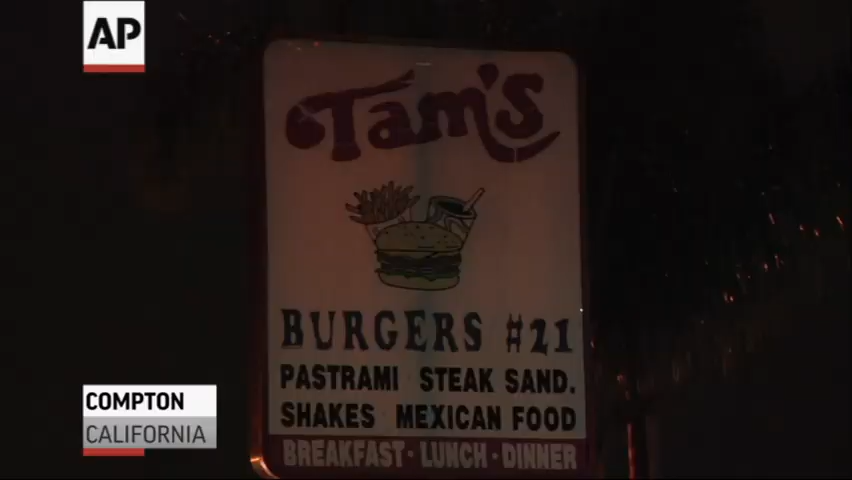 AP
Tam's
BURGERS #21
PASTRAMI STEAK SAND.
SHAKES MEXICAN FOOD
BREAKFAST · LUNCH · DINNER
COMPTON
CALIFORNIA